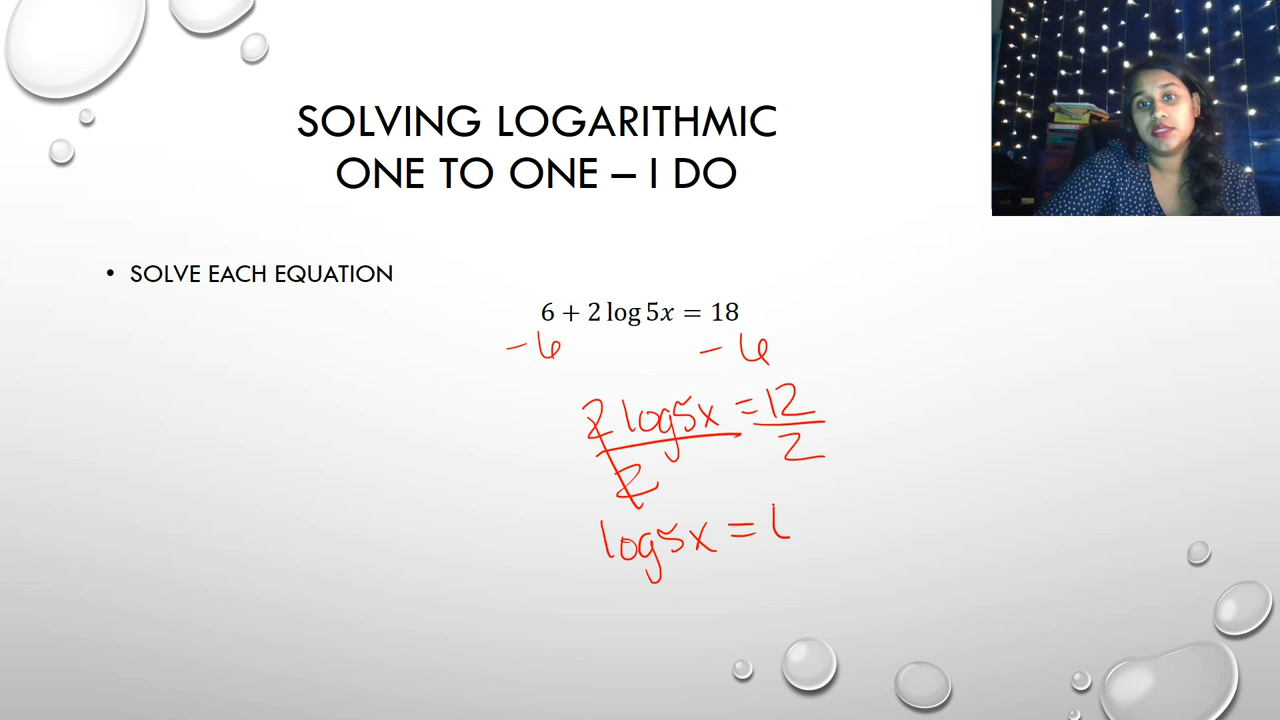 SOLVING LOGARITHMIC
ONE TO ONE – I DO
• SOLVE EACH EQUATION
6 + 2 log 5x = 18
-6 -6
2 log5x = 12
2 2
log5x =